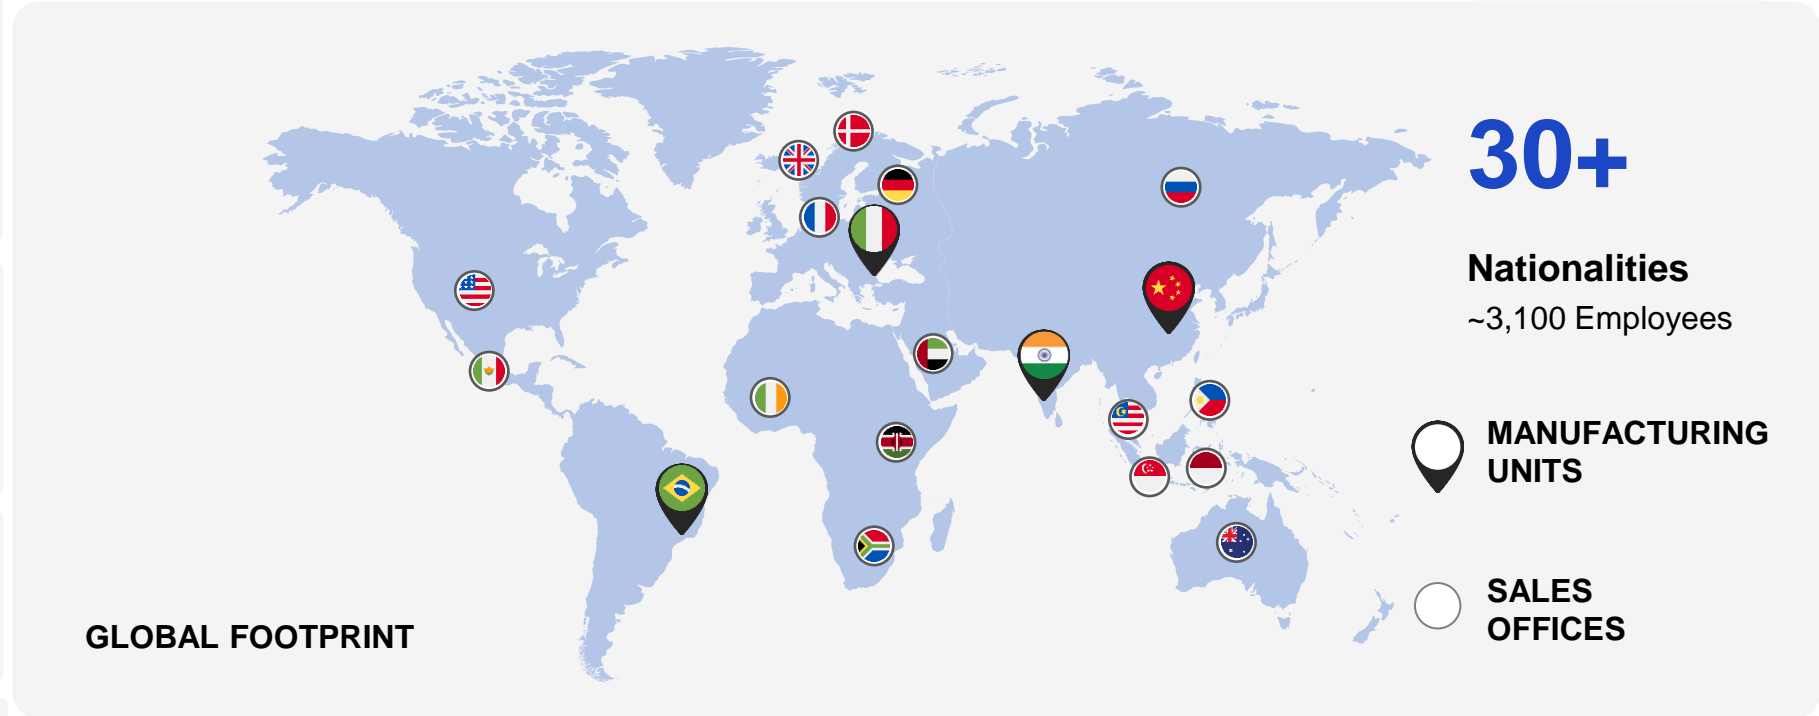 30+
Nationalities
~3,100 Employees
MANUFACTURING
UNITS
SALES
OFFICES
GLOBAL FOOTPRINT